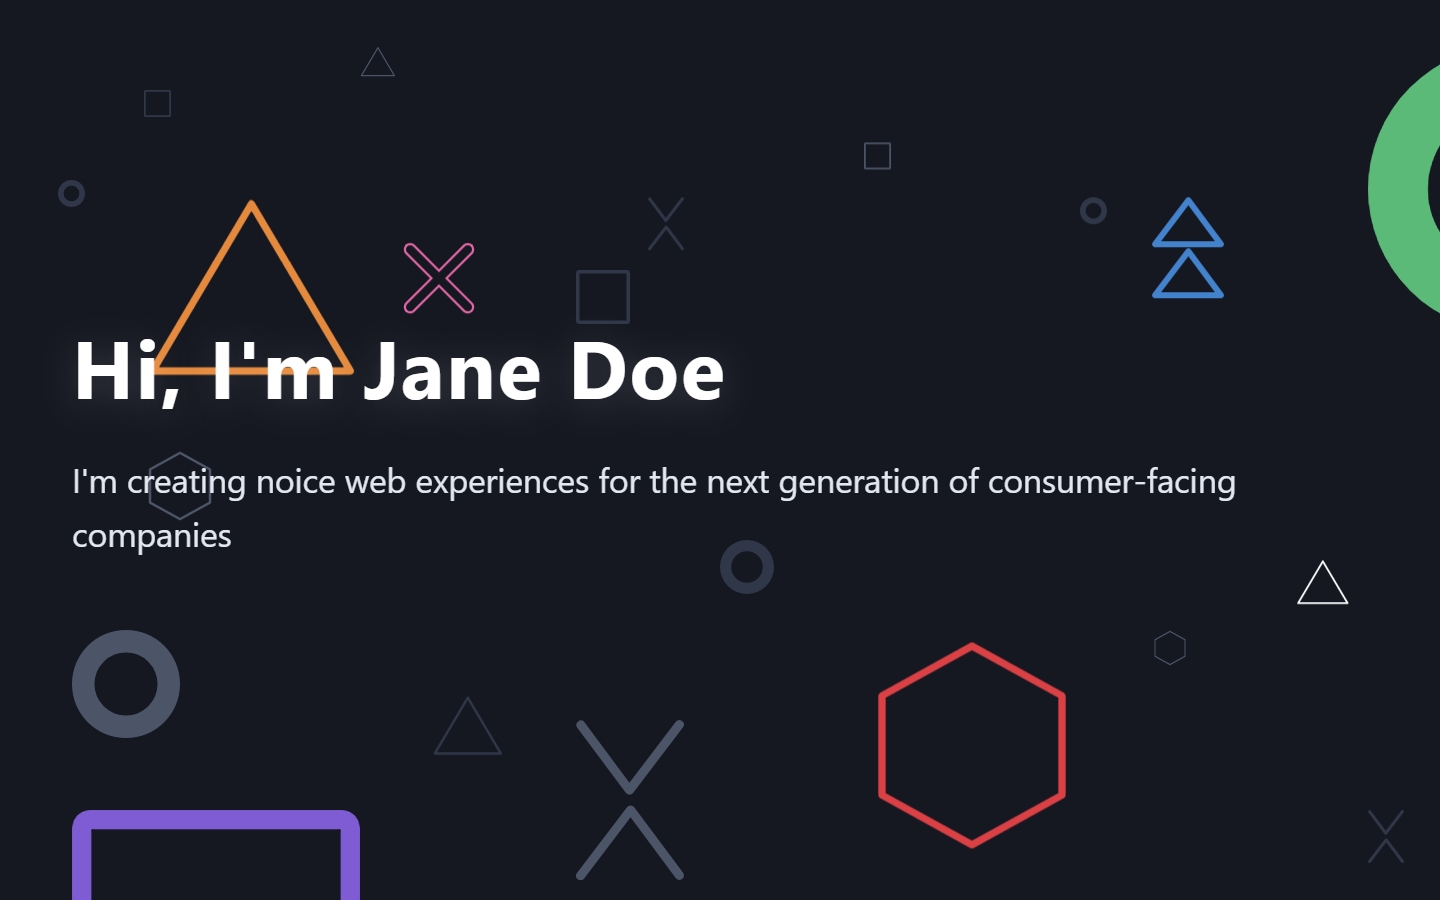 Hi, I'm Jane Doe
I'm creating noice web experiences for the next generation of consumer-facing
companies